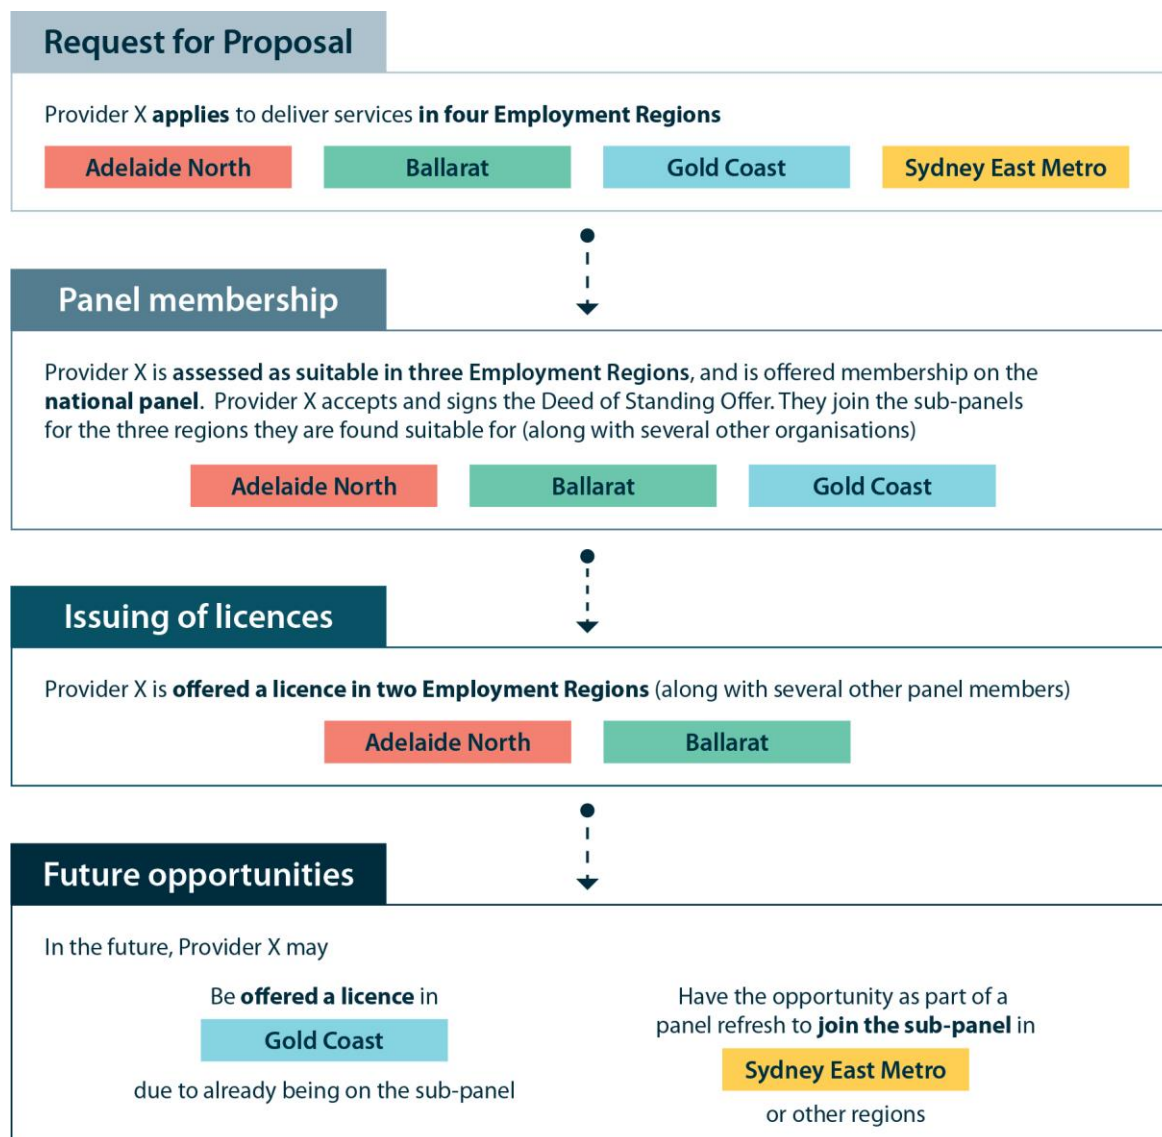 Request for Proposal
Provider X applies to deliver services in four Employment Regions
Adelaide North
Ballarat
Gold Coast
Sydney East Metro
Panel membership
Provider X is assessed as suitable in three Employment Regions, and is offered membership on the
national panel. Provider X accepts and signs the Deed of Standing Offer. They join the sub-panels
for the three regions they are found suitable for (along with several other organisations)
Adelaide North
Ballarat
Gold Coast
Issuing of licences
Provider X is offered a licence in two Employment Regions (along with several other panel members)
Adelaide North
Ballarat
Future opportunities
In the future, Provider X may
Be offered a licence in
Gold Coast
due to already being on the sub-panel
Have the opportunity as part of a
panel refresh to join the sub-panel in
Sydney East Metro
or other regions